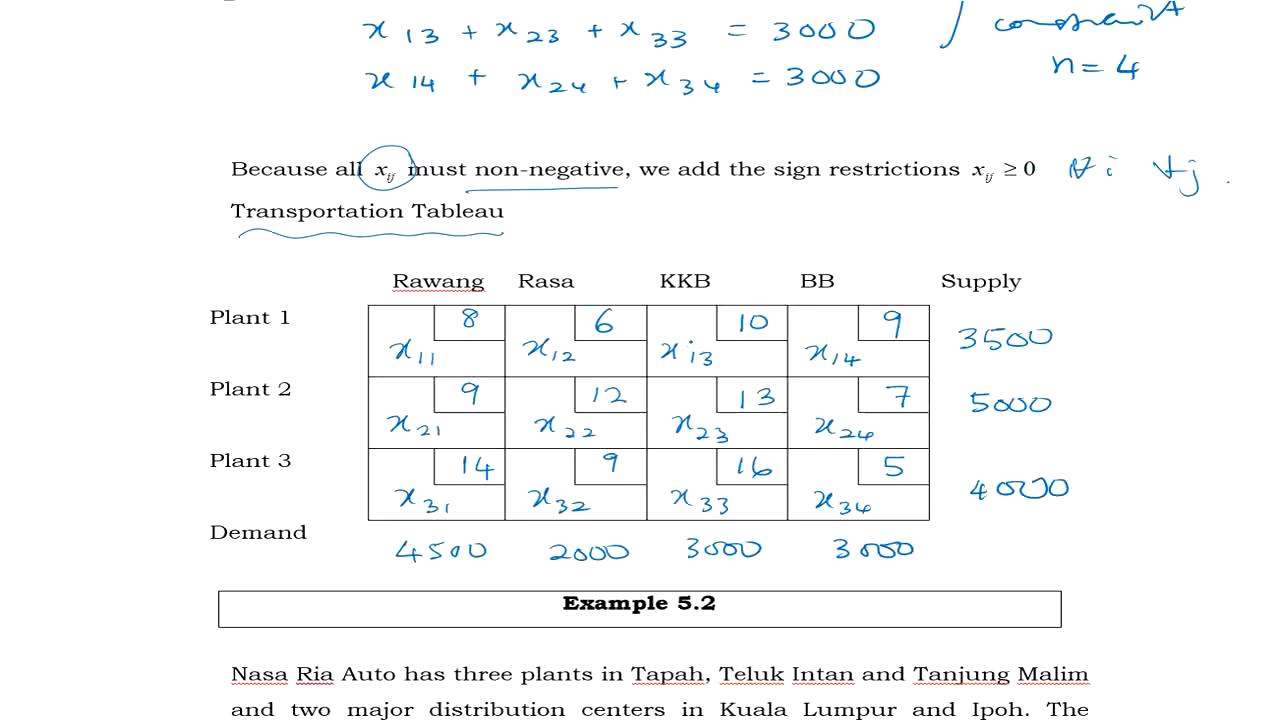 x13 + x23 + x33 = 3000 constraint
x14 + x24 + x34 = 3000 n = 4
Because all xij must non-negative, we add the sign restrictions xij ≥ 0 ∀i ∀j
Transportation Tableau
Rawang Rasa KKB BB Supply
Plant 1 8 6 10 9 3500
x11 x12 x13 x14
Plant 2 9 12 13 7 5000
x21 x22 x23 x24
Plant 3 14 9 16 5 4000
x31 x32 x33 x34
Demand 4500 2000 3000 3000
Example 5.2
Nasa Ria Auto has three plants in Tapah, Teluk Intan and Tanjung Malim
and two major distribution centers in Kuala Lumpur and Ipoh. The